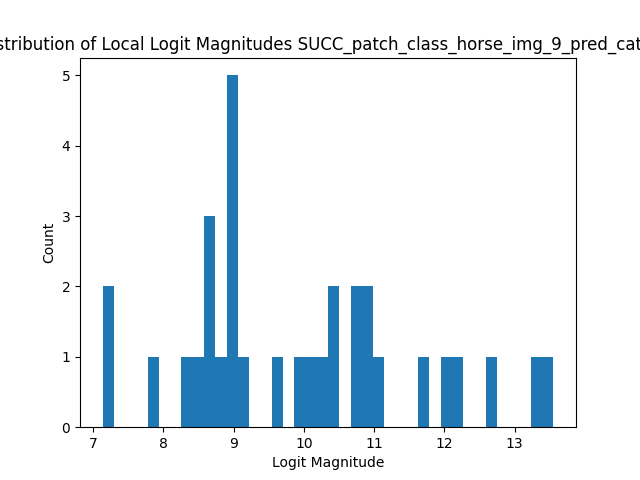 stribution of Local Logit Magnitudes SUCC_patch_class_horse_img_9_pred_cat
5
4
3
2
1
0
Count
7 8 9 10 11 12 13
Logit Magnitude